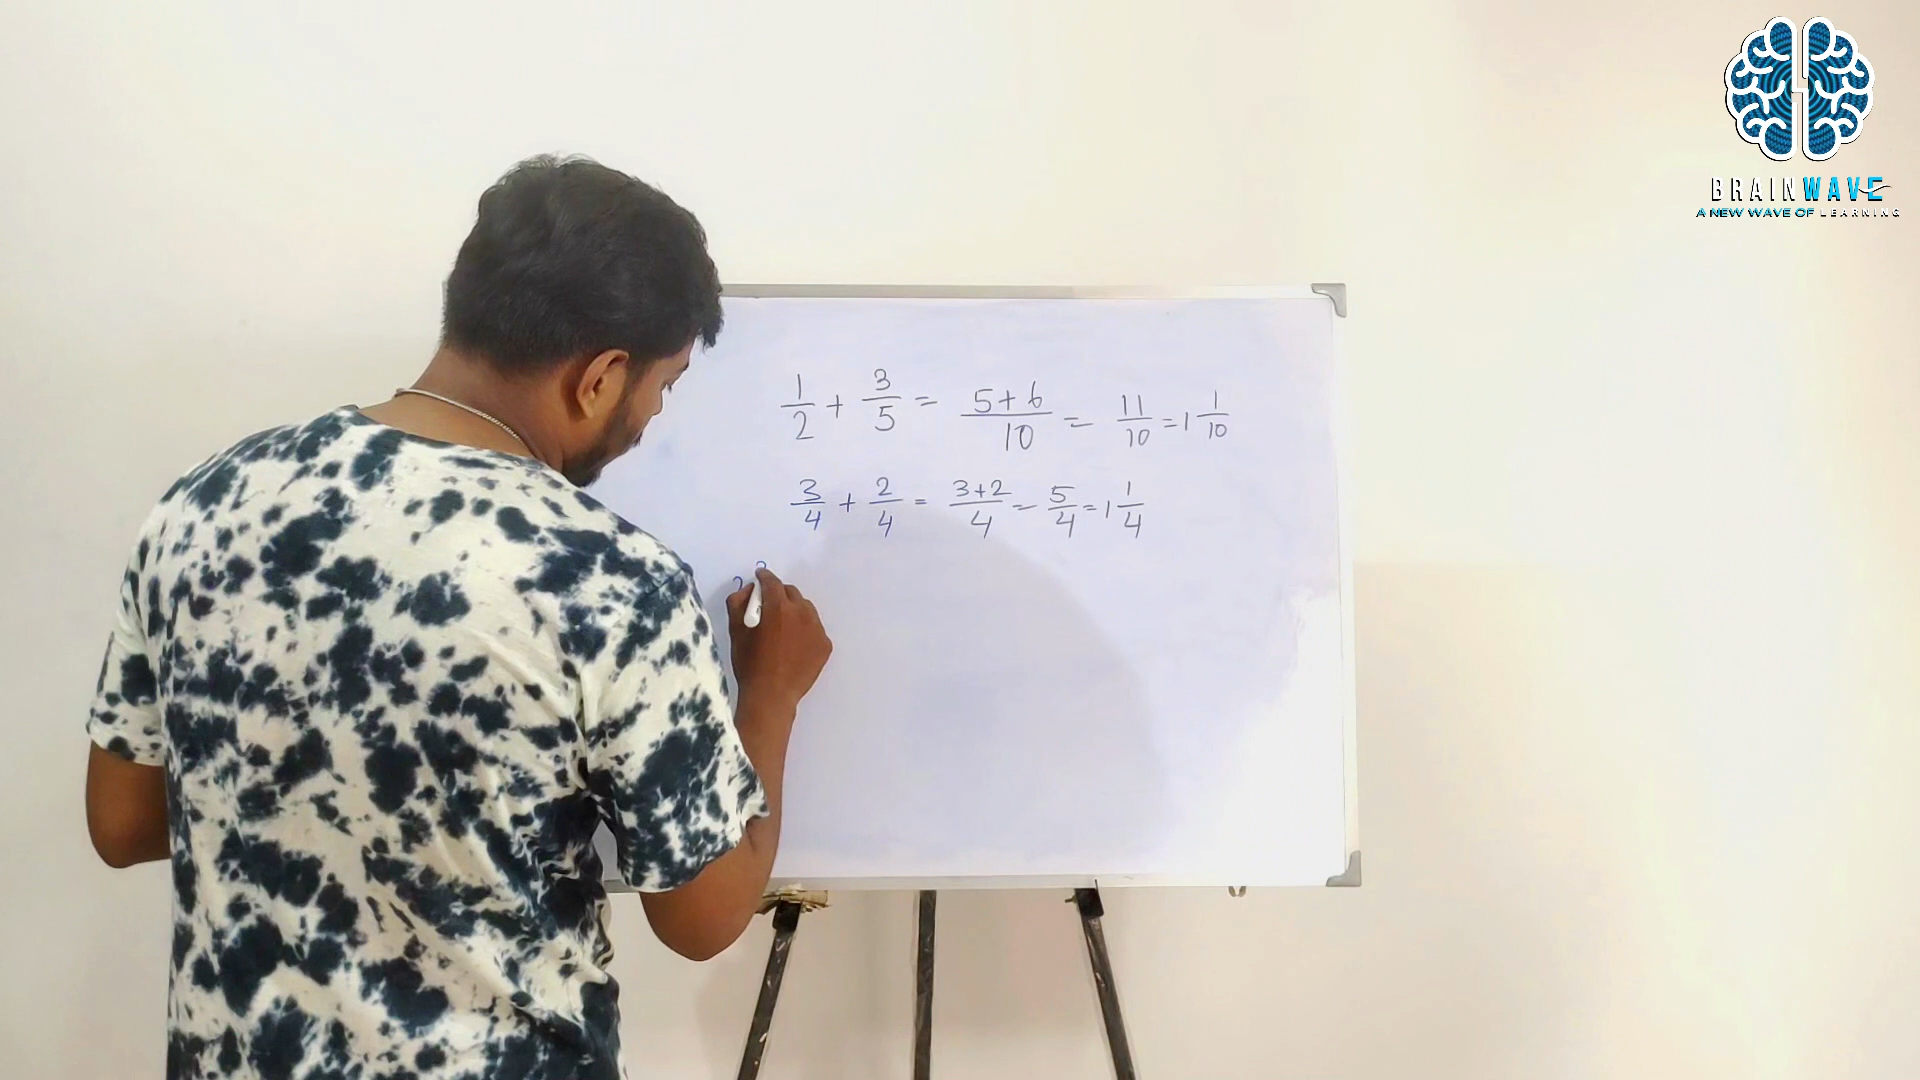 BRAINWAVE
A NEW WAVE OF LEARNING
1/2 + 3/5 = 5+6/10 = 11/10 = 1 1/10
3/4 + 2/4 = 3+2/4 = 5/4 = 1 1/4